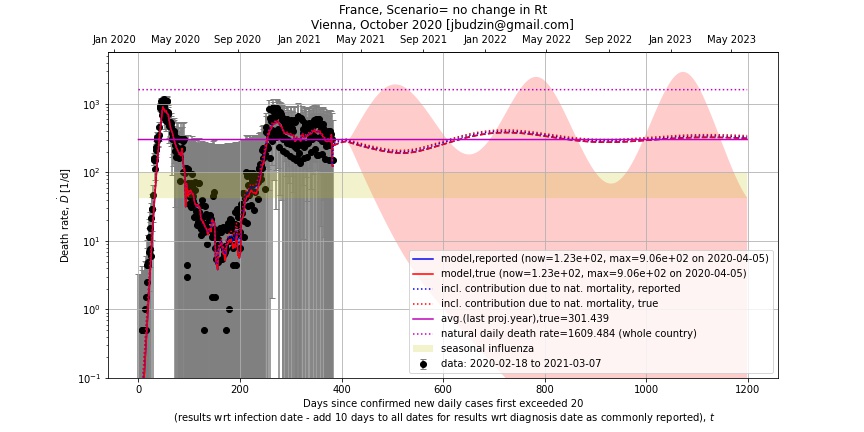 France, Scenario= no change in Rt
Vienna, October 2020 [jbudzin@gmail.com]
Jan 2020 May 2020 Sep 2020 Jan 2021 May 2021 Sep 2021 Jan 2022 May 2022 Sep 2022 Jan 2023 May 2023
10³
10²
10¹
10⁰
10⁻¹
Death rate, Ḋ [1/d]
model,reported (now=1.23e+02, max=9.06e+02 on 2020-04-05)
model,true (now=1.23e+02, max=9.06e+02 on 2020-04-05)
incl. contribution due to nat. mortality, reported
incl. contribution due to nat. mortality, true
avg.(last proj.year),true=301.439
natural daily death rate=1609.484 (whole country)
seasonal influenza
data: 2020-02-18 to 2021-03-07
0 200 400 600 800 1000 1200
Days since confirmed new daily cases first exceeded 20
(results wrt infection date - add 10 days to all dates for results wrt diagnosis date as commonly reported), t